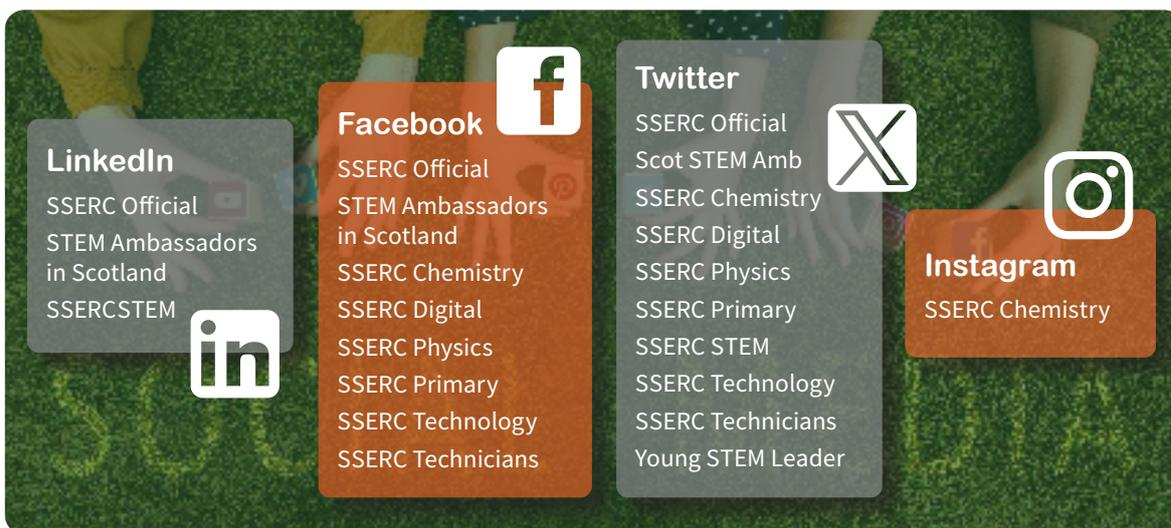 LinkedIn
SSERC Official
STEM Ambassadors
in Scotland
SSERCSTEM
in
Facebook
f
SSERC Official
STEM Ambassadors
in Scotland
SSERC Chemistry
SSERC Digital
SSERC Physics
SSERC Primary
SSERC Technology
SSERC Technicians
Twitter
X
SSERC Official
Scot STEM Amb
SSERC Chemistry
SSERC Digital
SSERC Physics
SSERC Primary
SSERC STEM
SSERC Technology
SSERC Technicians
Young STEM Leader
Instagram
SSERC Chemistry